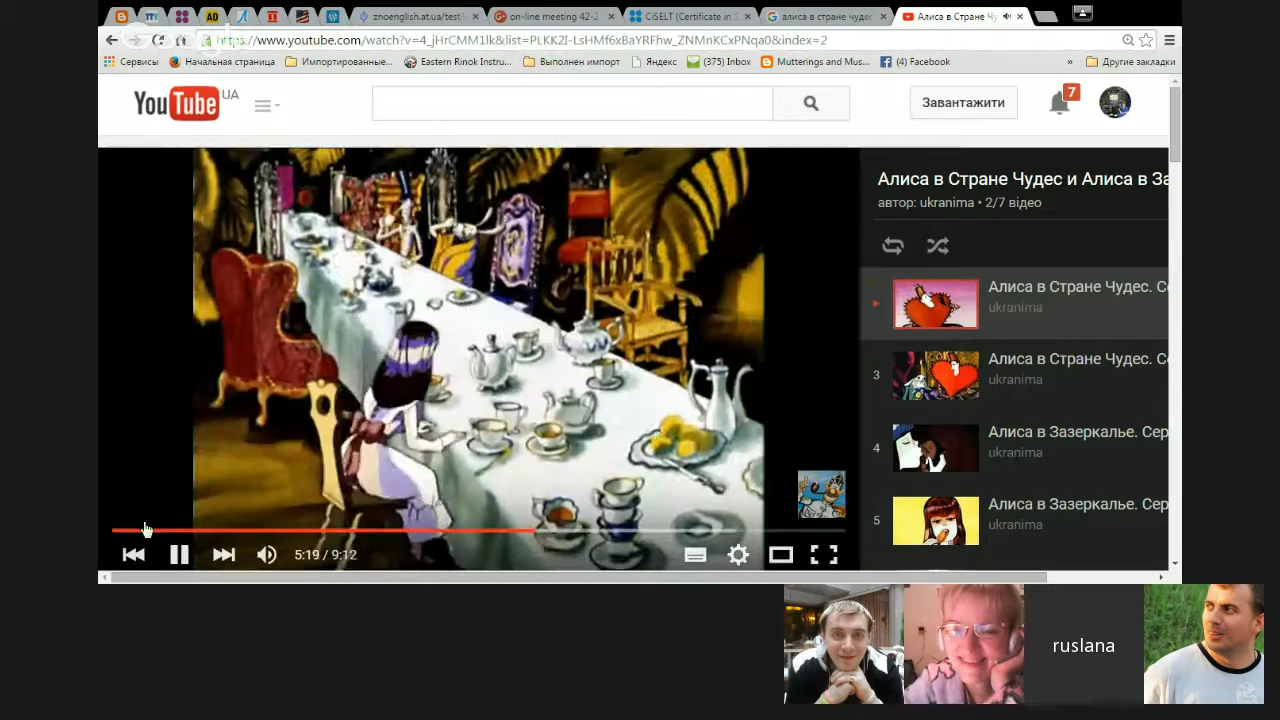 AD
znoenglish.at.ua/test/
on-line meeting 42-2
CiSELT (Certificate in S
алиса в стране чудес
Алиса в Стране Чу
https://www.youtube.com/watch?v=4_jHrCMM1lk&list=PLKK2I-LsHMf6xBaYRFhw_ZNMnKCxPNqa0&index=2
Сервисы
Начальная страница
Импортированные...
Eastern Rinok Instru...
Выполнен импорт
Яндекс
(375) Inbox
Mutterings and Mus...
(4) Facebook
»
Другие закладки
YouTube UA
Завантажити
7
Алиса в Стране Чудес и Алиса в За
автор: ukranima • 2/7 відео
Алиса в Стране Чудес. Се
ukranima
3
Алиса в Стране Чудес. Се
ukranima
4
Алиса в Зазеркалье. Сер
ukranima
5
Алиса в Зазеркалье. Сер
ukranima
5:19 / 9:12
ruslana